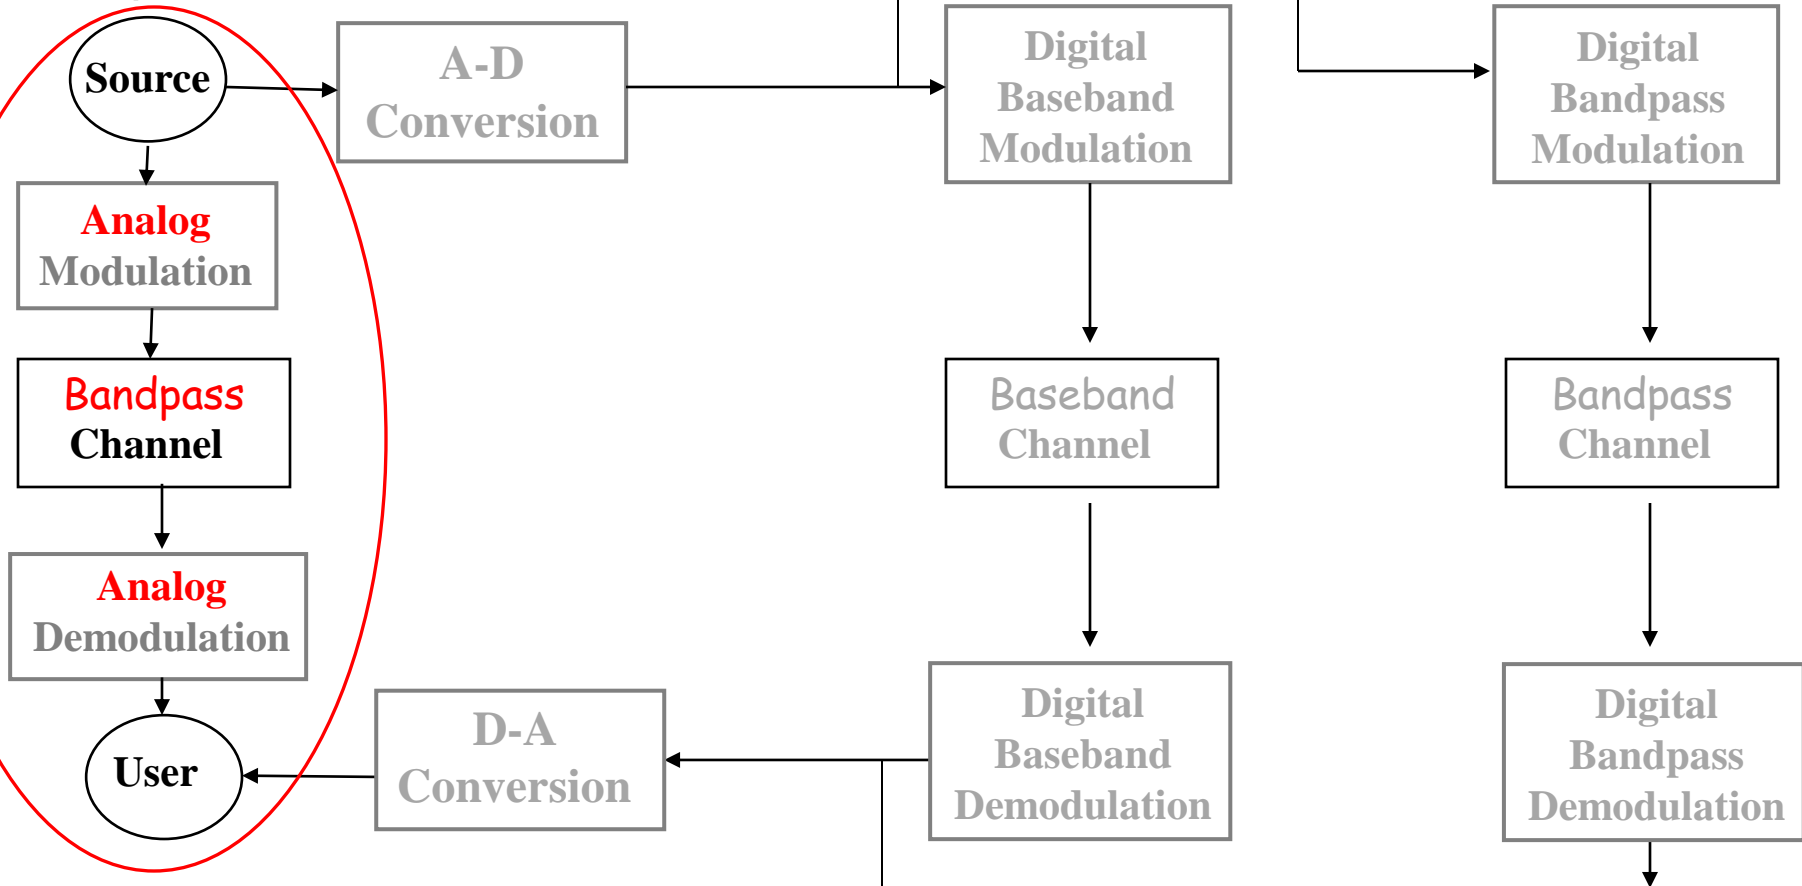 Source
A-D
Conversion
Digital
Baseband
Modulation
Digital
Bandpass
Modulation
Analog
Modulation
Bandpass
Channel
Baseband
Channel
Bandpass
Channel
Analog
Demodulation
User
D-A
Conversion
Digital
Baseband
Demodulation
Digital
Bandpass
Demodulation